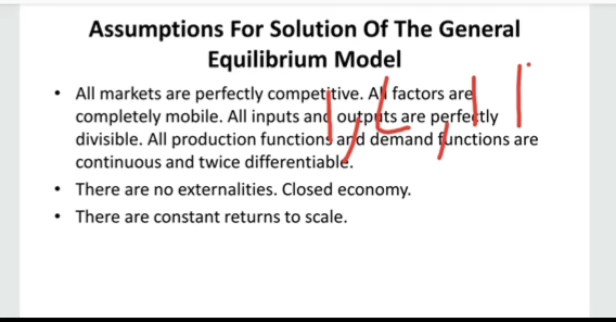 Assumptions For Solution Of The General
Equilibrium Model
• All markets are perfectly competitive. All factors are
completely mobile. All inputs and outputs are perfectly
divisible. All production functions and demand functions are
continuous and twice differentiable.
• There are no externalities. Closed economy.
• There are constant returns to scale.